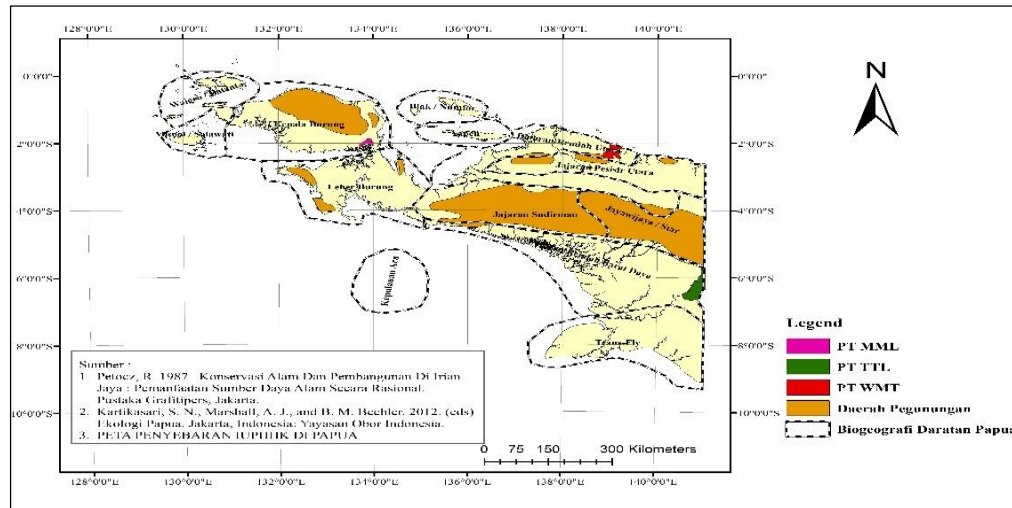 128°0'0"E 130°0'0"E 132°0'0"E 134°0'0"E 136°0'0"E 138°0'0"E 140°0'0"E
N
0°0'0"S 0°0'0"S
2°0'0"S 2°0'0"S
4°0'0"S 4°0'0"S
6°0'0"S 6°0'0"S
8°0'0"S 8°0'0"S
10°0'0"S 10°0'0"S
Kepala Burung
Leher Burung
Jajaran Pesisir Utara
Jajaran Sudirman
Jayawijaya / Star
Kepulauan Aru
Trans-Fly
Sumber :
1. Petocz, R. 1987. Konservasi Alam Dan Pembangunan Di Irian
Jaya : Pemanfaatan Sumber Daya Alam Secara Rasional.
Pustaka Grafitipers, Jakarta.
2. Kartikasari, S. N., Marshall, A. J., and B. M. Beehler. 2012. (eds)
Ekologi Papua. Jakarta, Indonesia: Yayasan Obor Indonesia.
3. PETA PENYEBARAN IUPHHK DI PAPUA
Legend
PT MML
PT TTL
PT WMT
Daerah Pegunungan
Biogeografi Daratan Papua
0 75 150 300 Kilometers
128°0'0"E 130°0'0"E 132°0'0"E 134°0'0"E 136°0'0"E 138°0'0"E 140°0'0"E